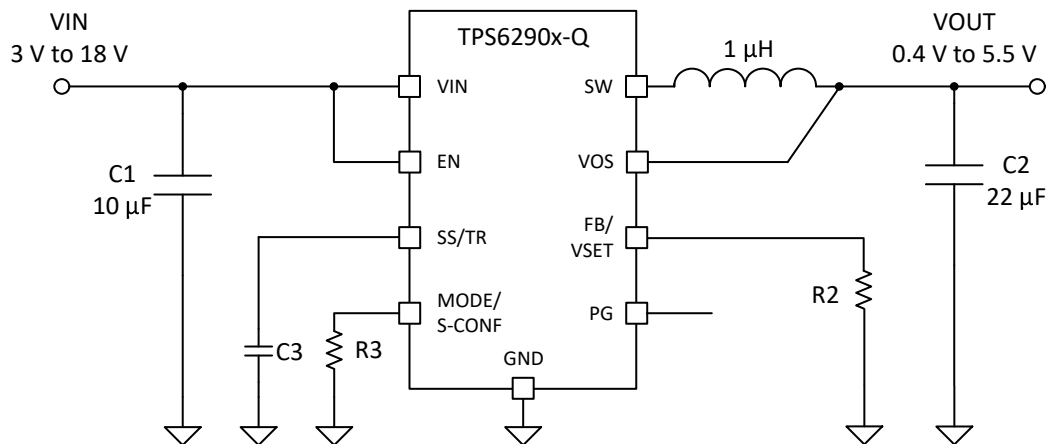 VIN
3 V to 18 V
TPS6290x-Q
1 µH
VOUT
0.4 V to 5.5 V
VIN
SW
EN
VOS
C1
10 µF
C2
22 µF
SS/TR
FB/
VSET
MODE/
S-CONF
PG
R2
C3
R3
GND